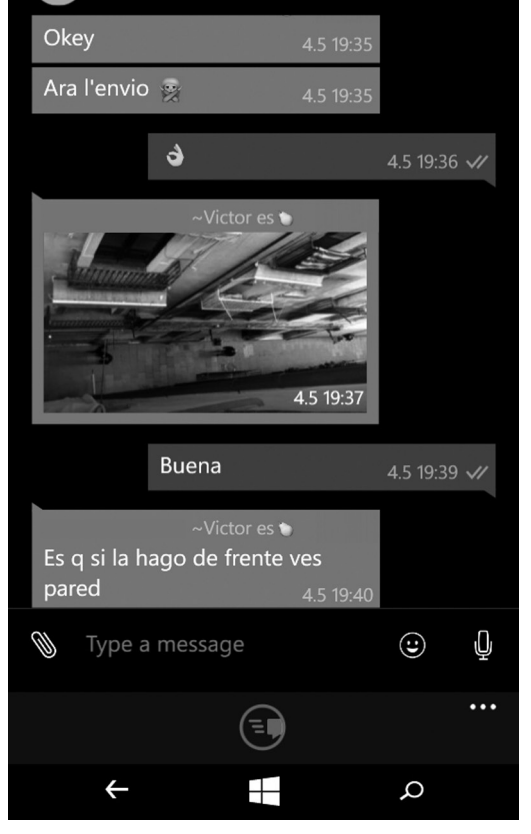 Okey
4.5 19:35
Ara l'envio 🙅
4.5 19:35
👌
4.5 19:36
~Victor es
4.5 19:37
Buena
4.5 19:39
~Victor es
Es q si la hago de frente ves
pared
4.5 19:40
Type a message